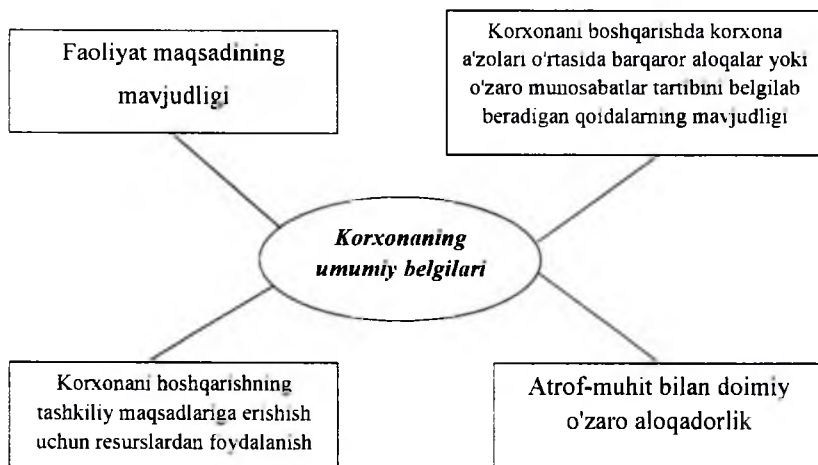 Faoliyat maqsadining
mavjudligi
Korxonani boshqarishda korxona
a'zolari o'rtasida barqaror aloqalar yoki
o'zaro munosabatlar tartibini belgilab
beradigan qoidalarning mavjudligi
Korxonaning
umumiy belgilari
Korxonani boshqarishning
tashkiliy maqsadlariga erishish
uchun resurslardan foydalanish
Atrof-muhit bilan doimiy
o'zaro aloqadorlik